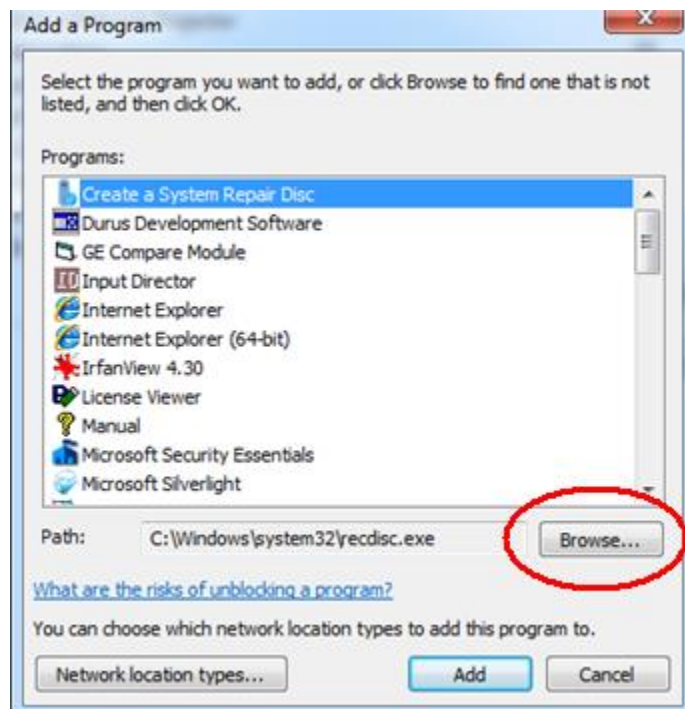 Add a Program
Select the program you want to add, or click Browse to find one that is not
listed, and then click OK.
Programs:
Create a System Repair Disc
Durus Development Software
GE Compare Module
Input Director
Internet Explorer
Internet Explorer (64-bit)
IrfanView 4.30
License Viewer
Manual
Microsoft Security Essentials
Microsoft Silverlight
Path: C:\Windows\system32\recdisc.exe Browse...
What are the risks of unblocking a program?
You can choose which network location types to add this program to.
Network location types... Add Cancel